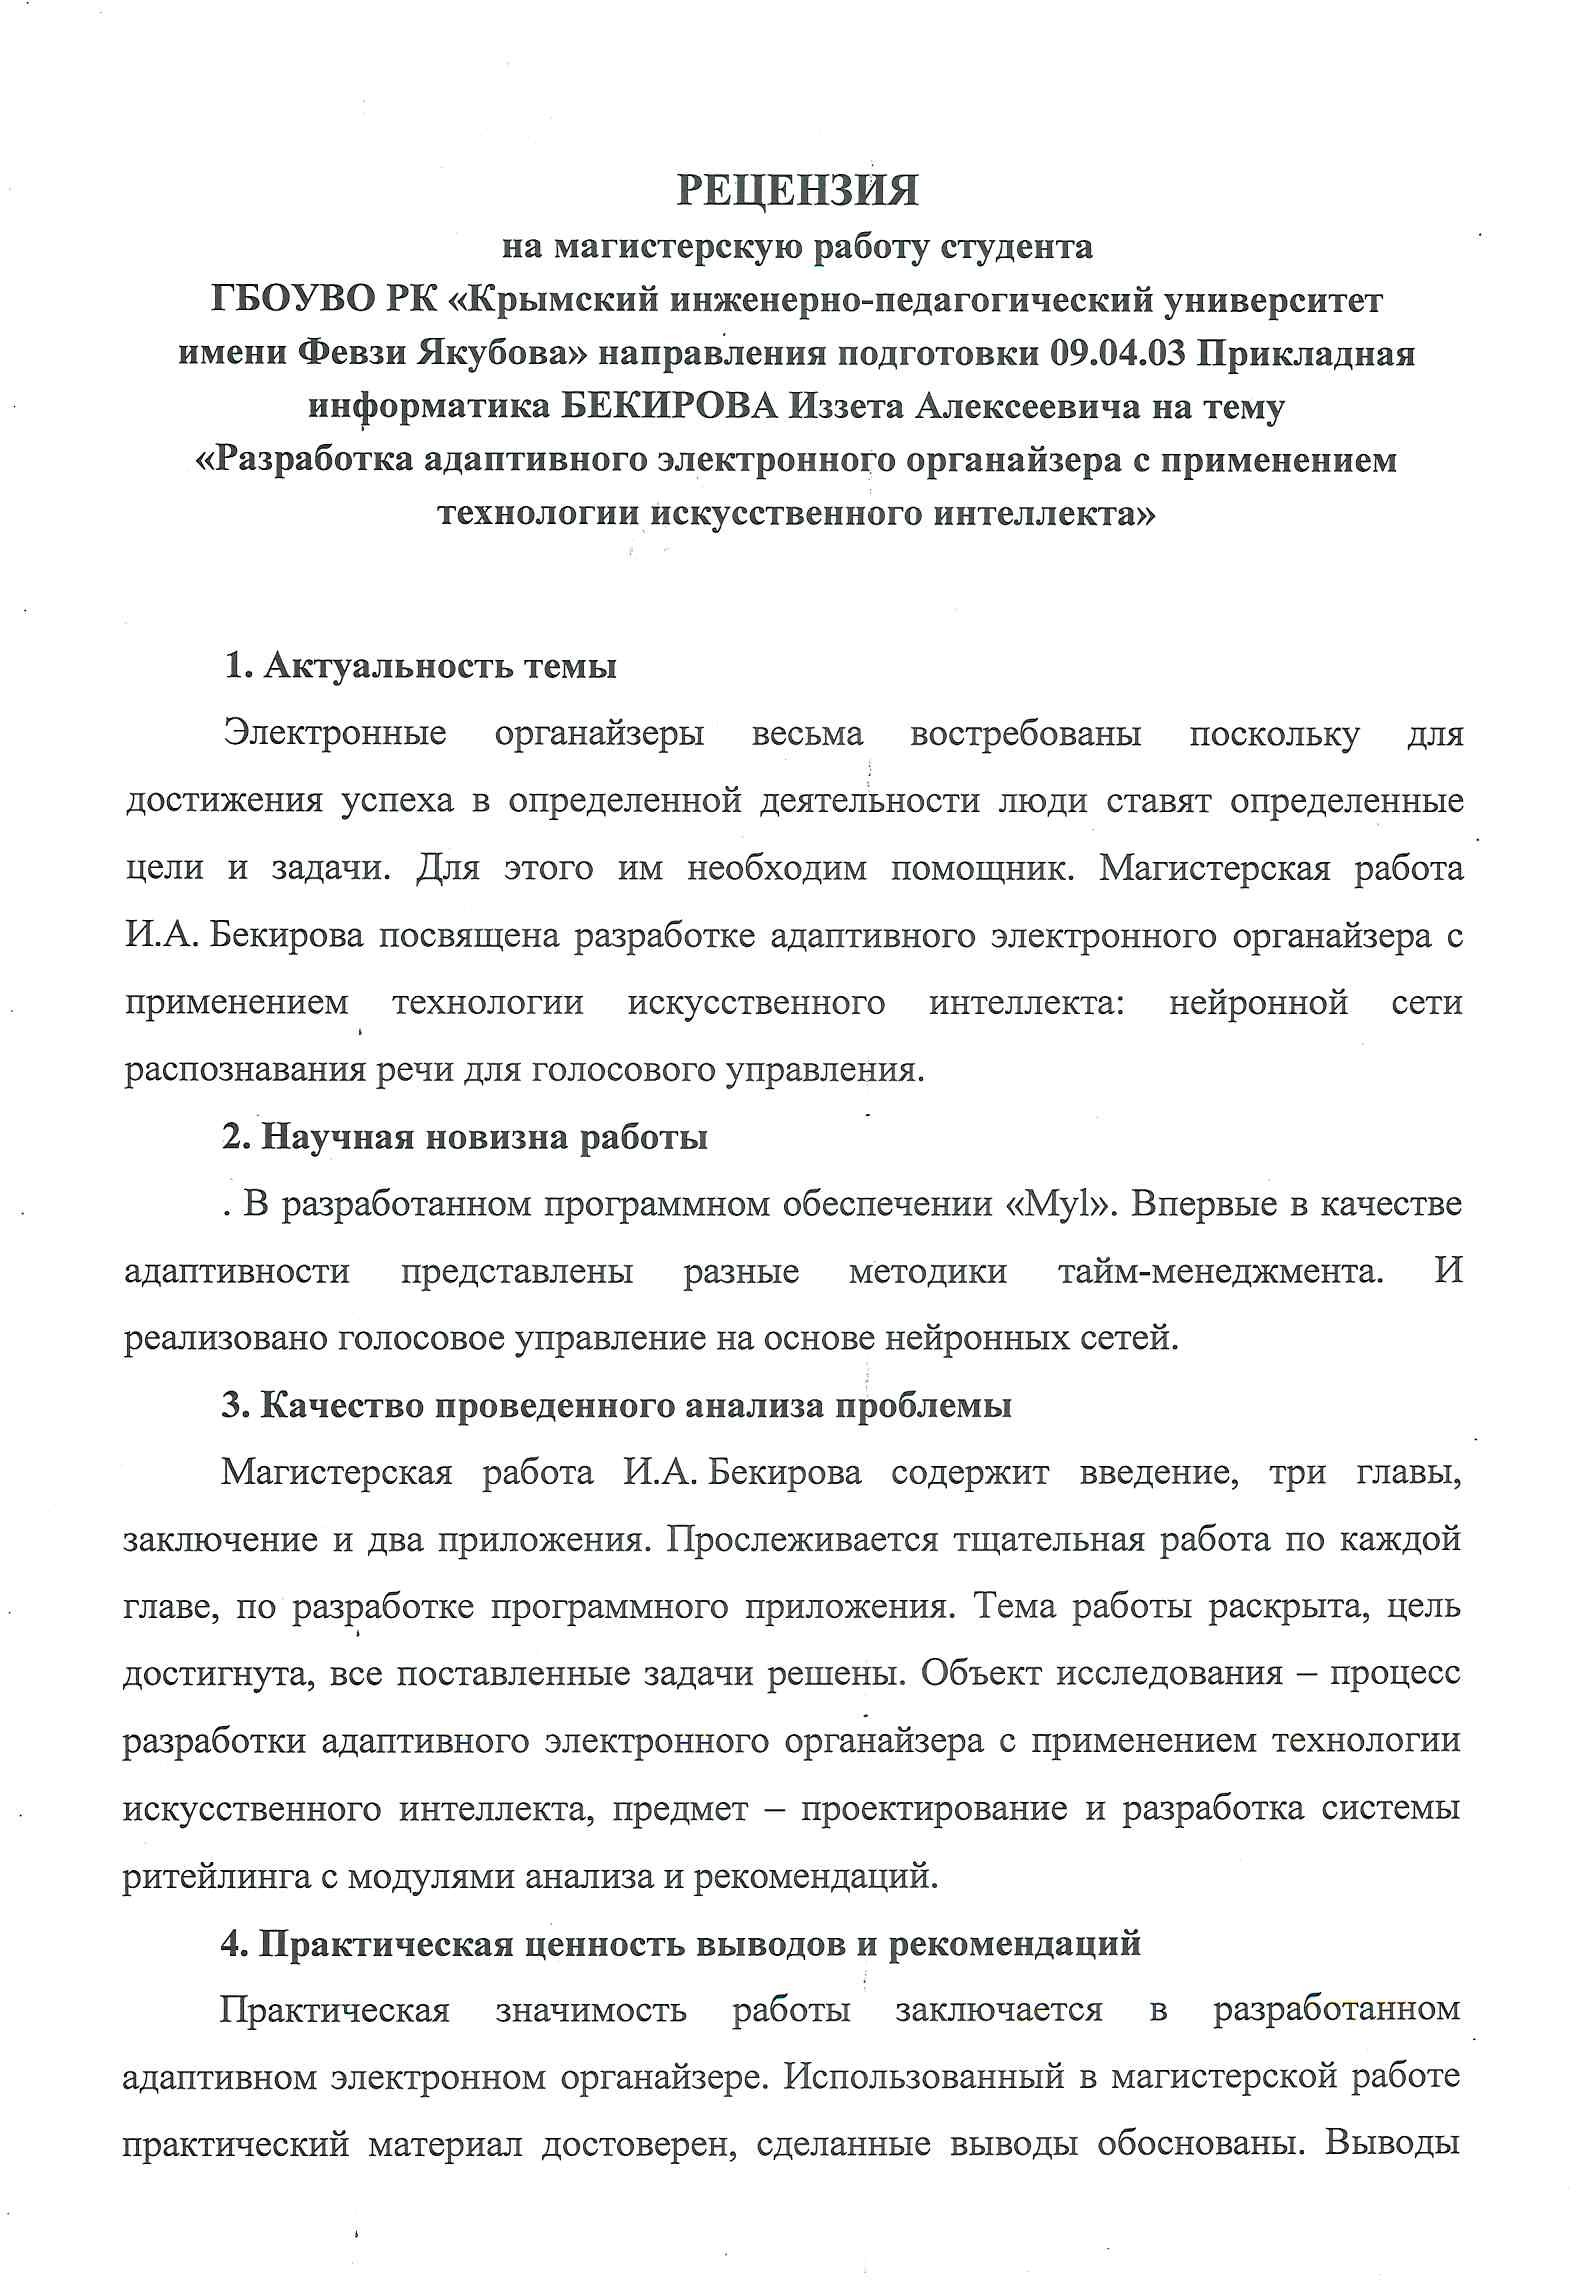 РЕЦЕНЗИЯ
на магистерскую работу студента
ГБОУВО РК «Крымский инженерно-педагогический университет
имени Февзи Якубова» направления подготовки 09.04.03 Прикладная
информатика БЕКИРОВА Иззета Алексеевича на тему
«Разработка адаптивного электронного органайзера с применением
технологии искусственного интеллекта»
1. Актуальность темы
Электронные органайзеры весьма востребованы поскольку для
достижения успеха в определенной деятельности люди ставят определенные
цели и задачи. Для этого им необходим помощник. Магистерская работа
И.А. Бекирова посвящена разработке адаптивного электронного органайзера с
применением технологии искусственного интеллекта: нейронной сети
распознавания речи для голосового управления.
2. Научная новизна работы
. В разработанном программном обеспечении «Myl». Впервые в качестве
адаптивности представлены разные методики тайм-менеджмента. И
реализовано голосовое управление на основе нейронных сетей.
3. Качество проведенного анализа проблемы
Магистерская работа И.А. Бекирова содержит введение, три главы,
заключение и два приложения. Прослеживается тщательная работа по каждой
главе, по разработке программного приложения. Тема работы раскрыта, цель
достигнута, все поставленные задачи решены. Объект исследования – процесс
разработки адаптивного электронного органайзера с применением технологии
искусственного интеллекта, предмет – проектирование и разработка системы
ритейлинга с модулями анализа и рекомендаций.
4. Практическая ценность выводов и рекомендаций
Практическая значимость работы заключается в разработанном
адаптивном электронном органайзере. Использованный в магистерской работе
практический материал достоверен, сделанные выводы обоснованы. Выводы